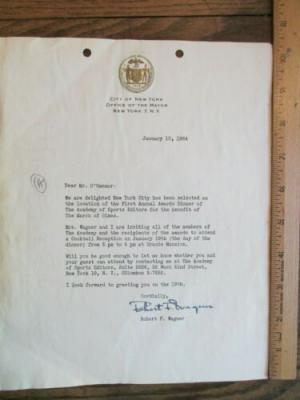 CITY OF NEW YORK
OFFICE OF THE MAYOR
NEW YORK 7, N.Y.
January 10, 1964
Dear Mr. O'Connor:
We are delighted New York City has been selected as
the location of the First Annual Awards Dinner of
The Academy of Sports Editors for the benefit of
The March of Dimes.
Mrs. Wagner and I are inviting all of the members of
The Academy and the recipients of the awards to attend
a Cocktail Reception on January 19th (the day of the
dinner) from 5 pm to 6 pm at Gracie Mansion.
Will you be good enough to let me know whether you and
your guest can attend by contacting me at The Academy
of Sports Editors, Suite 22 West 42nd Street,
New York
I look forward to greeting you on the 19th.
Cordially,
Robert F. Wagner
Robert F. Wagner